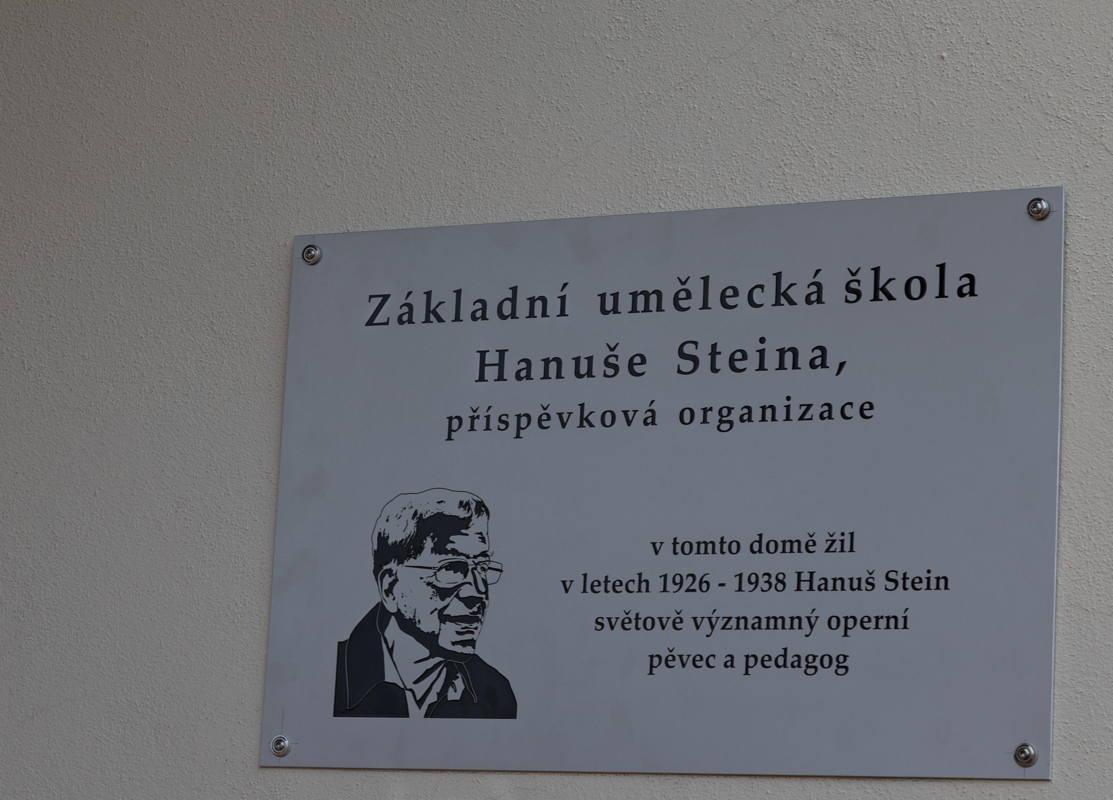 Základní umělecká škola
Hanuše Steina,
příspěvková organizace
v tomto domě žil
v letech 1926 - 1938 Hanuš Stein
světově významný operní
pěvec a pedagog